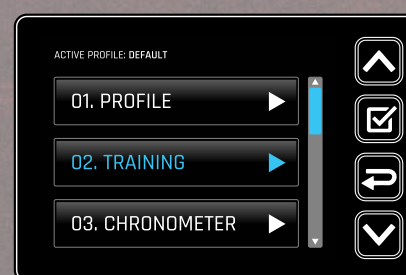 ACTIVE PROFILE: DEFAULT
01. PROFILE
02. TRAINING
03. CHRONOMETER